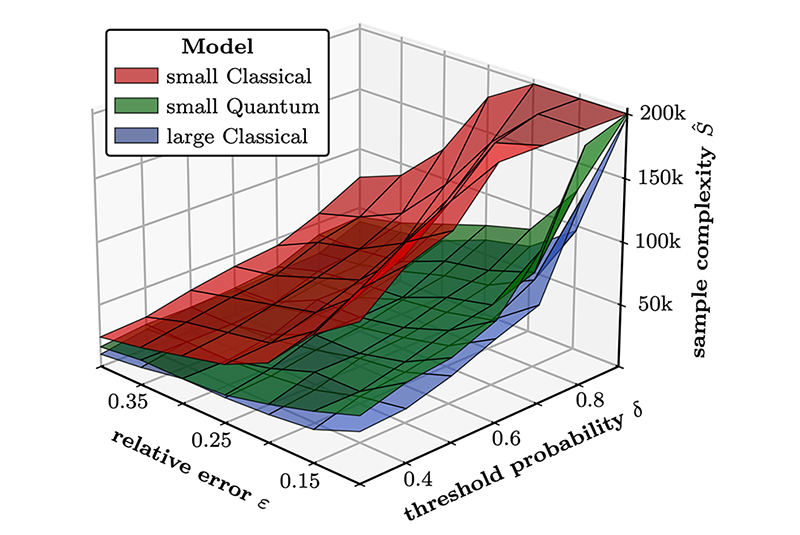 Model
small Classical
small Quantum
large Classical
200k
150k
100k
50k
sample complexity Ŝ
0.35
0.25
0.15
relative error ε
0.4
0.6
0.8
threshold probability δ